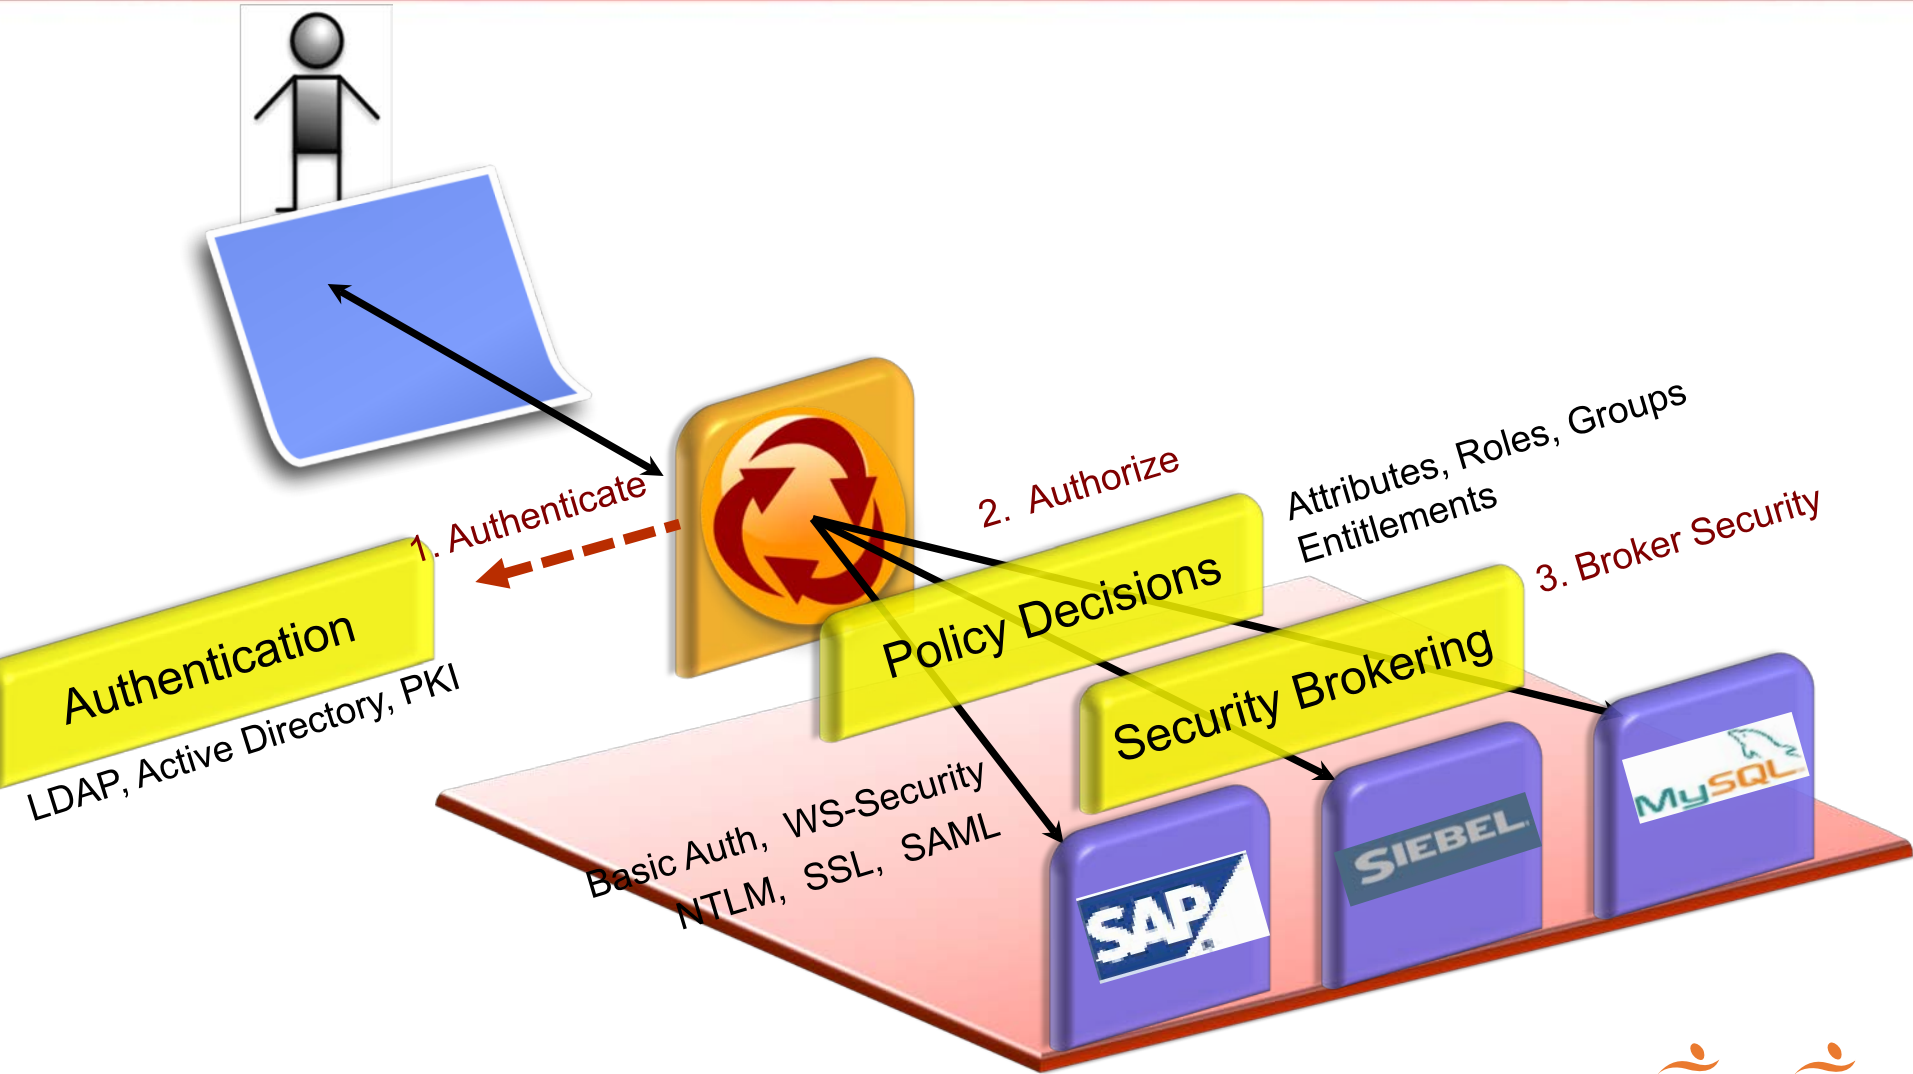 1. Authenticate
Authentication
LDAP, Active Directory, PKI
2. Authorize
Policy Decisions
Attributes, Roles, Groups
Entitlements
3. Broker Security
Security Brokering
Basic Auth, WS-Security
NTLM, SSL, SAML
SAP
SIEBEL
MySQL